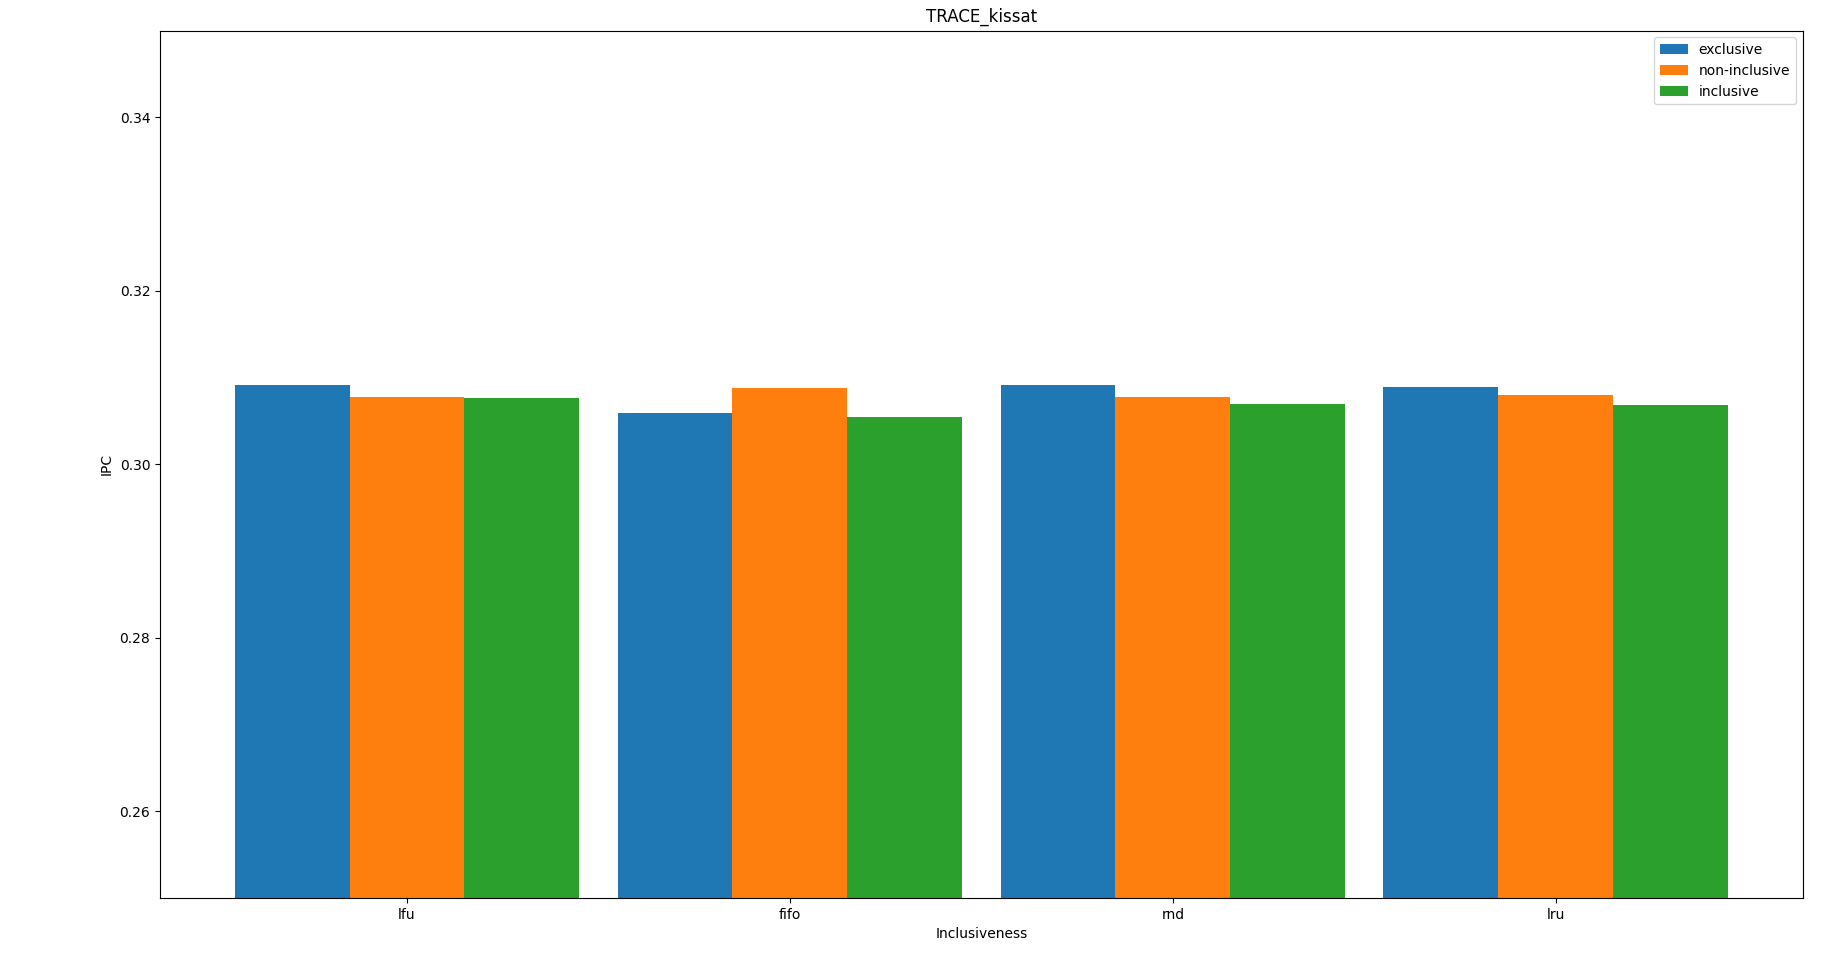 TRACE_kissat
exclusive
non-inclusive
inclusive
0.34
0.32
0.30
0.28
0.26
IPC
lfu
fifo
rnd
lru
Inclusiveness